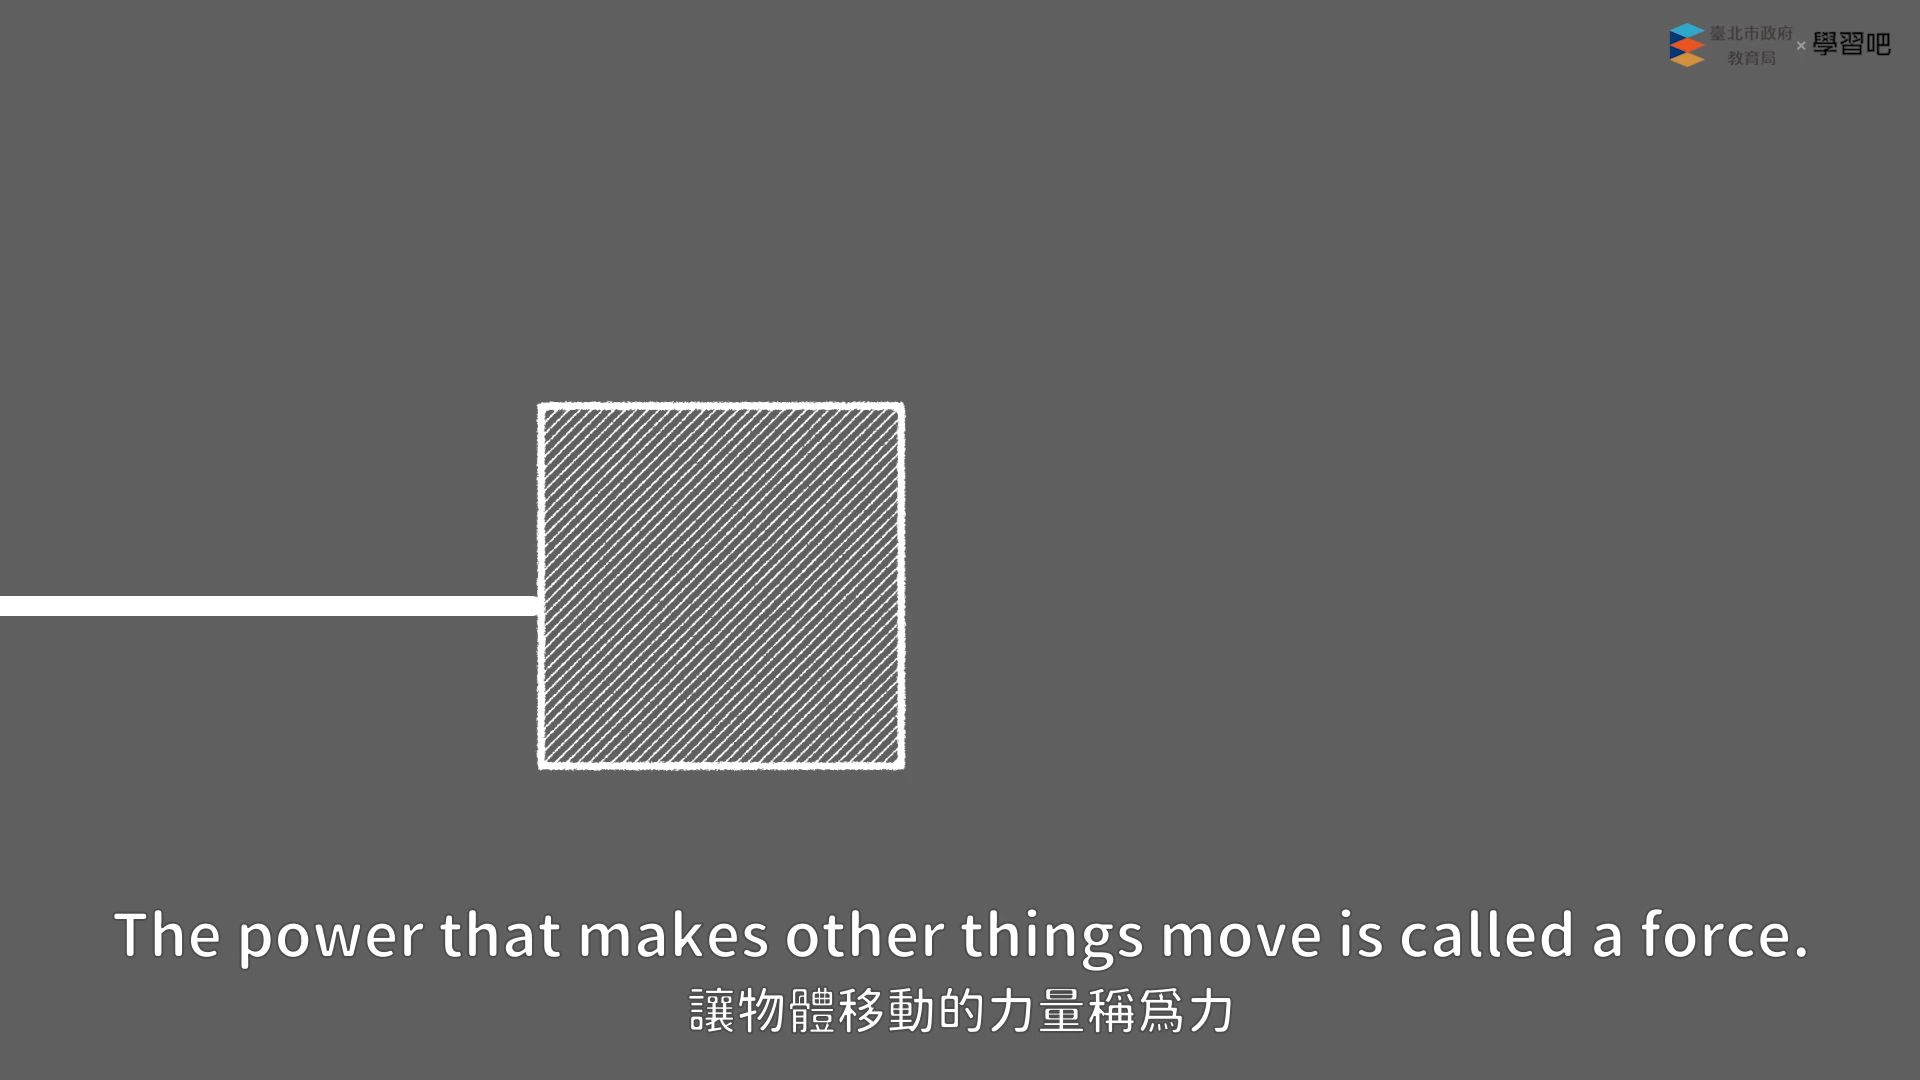 臺北市政府
教育局
× 學習吧
The power that makes other things move is called a force.
讓物體移動的力量稱爲力